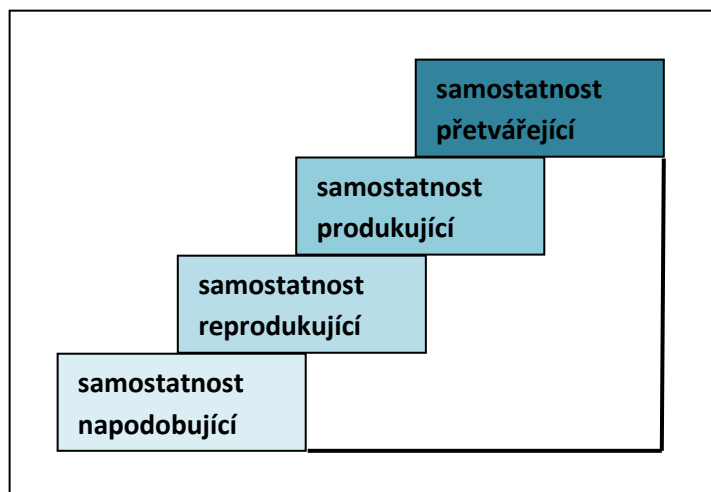 samostatnost
přetvářející
samostatnost
produkující
samostatnost
reprodukující
samostatnost
napodobující